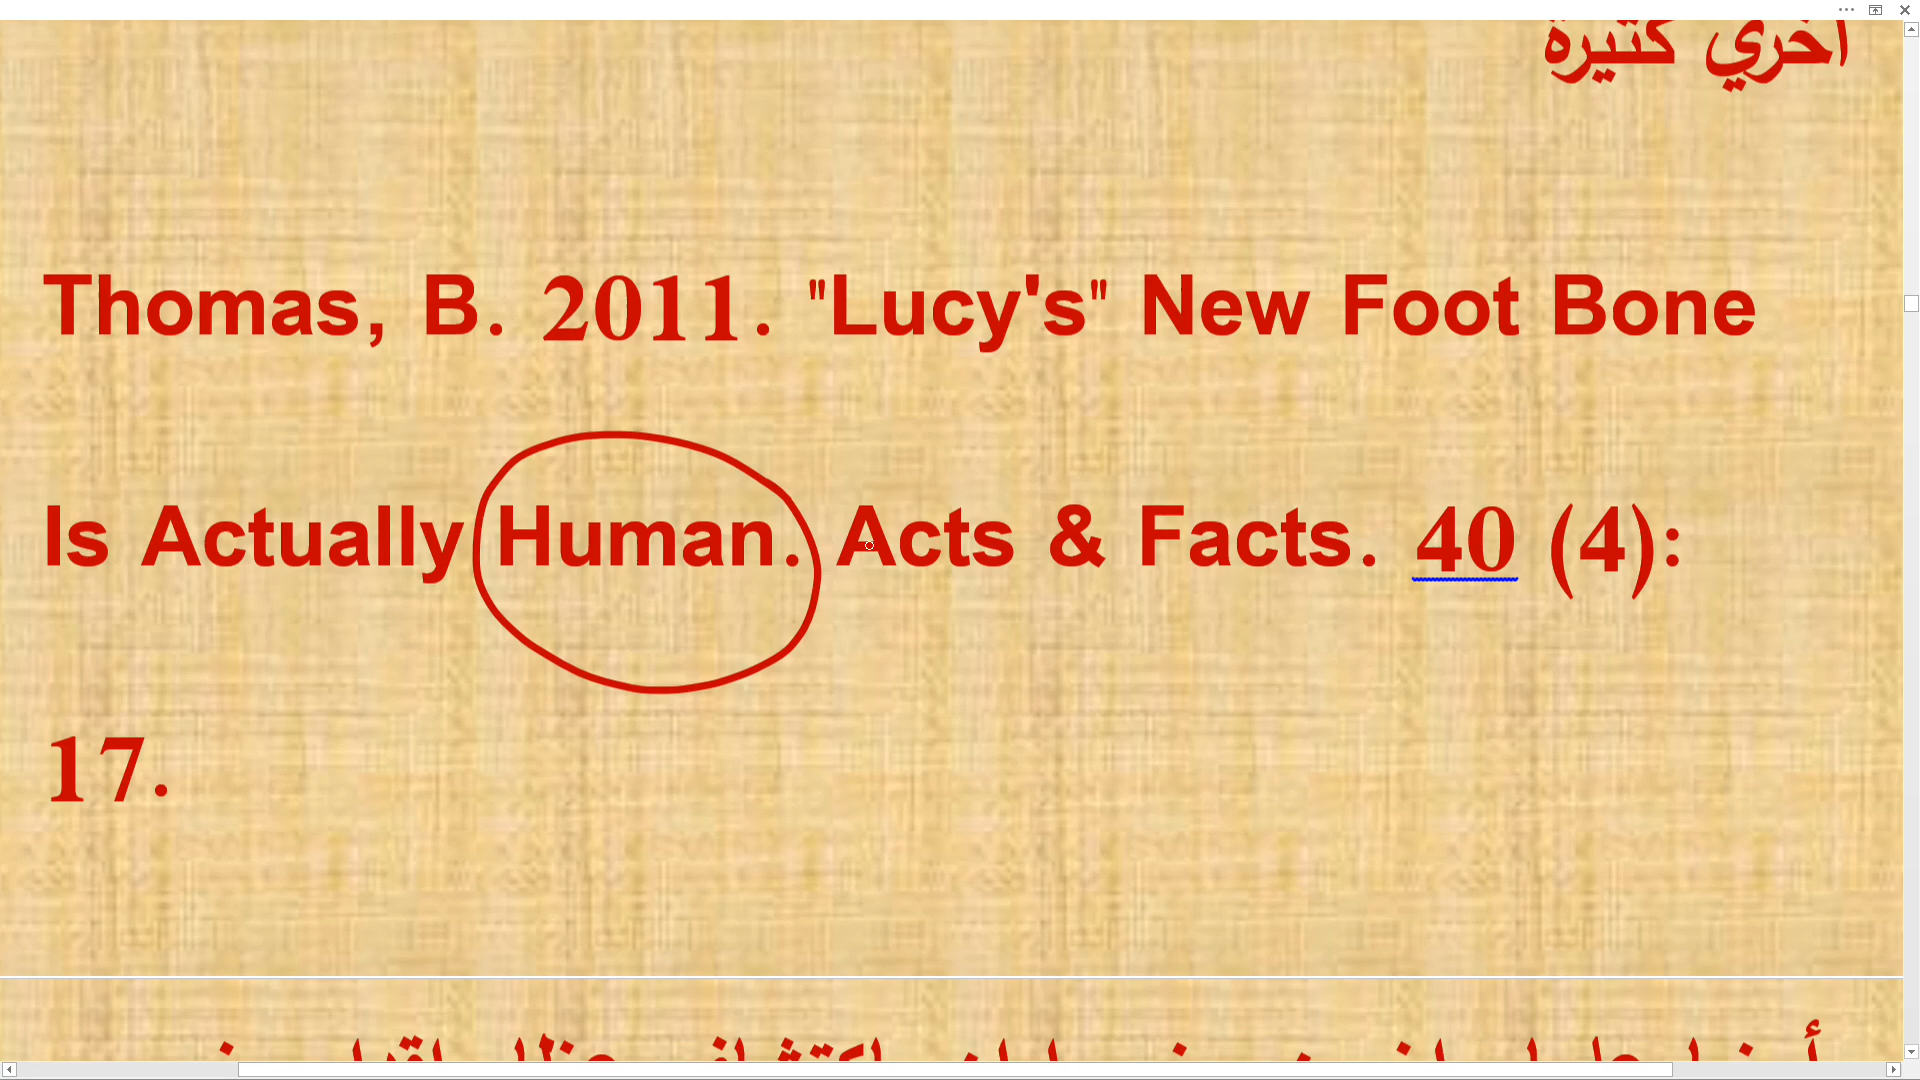 أخري كثيرة
Thomas, B. 2011. "Lucy's" New Foot Bone
Is Actually Human. Acts & Facts. 40 (4):
17.